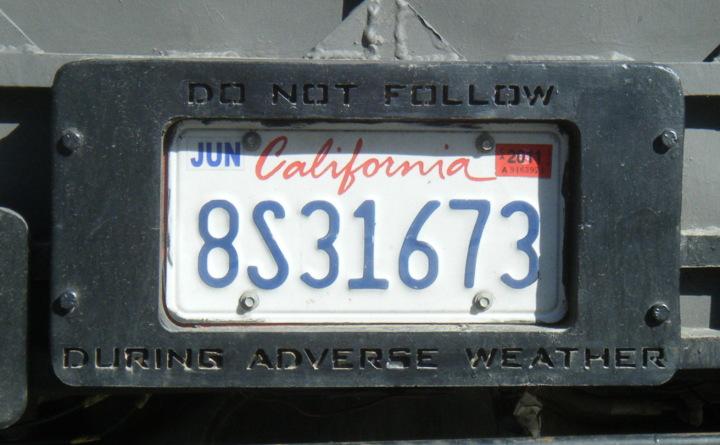 DO NOT FOLLOW
JUN California 2011
8S31673
DURING ADVERSE WEATHER